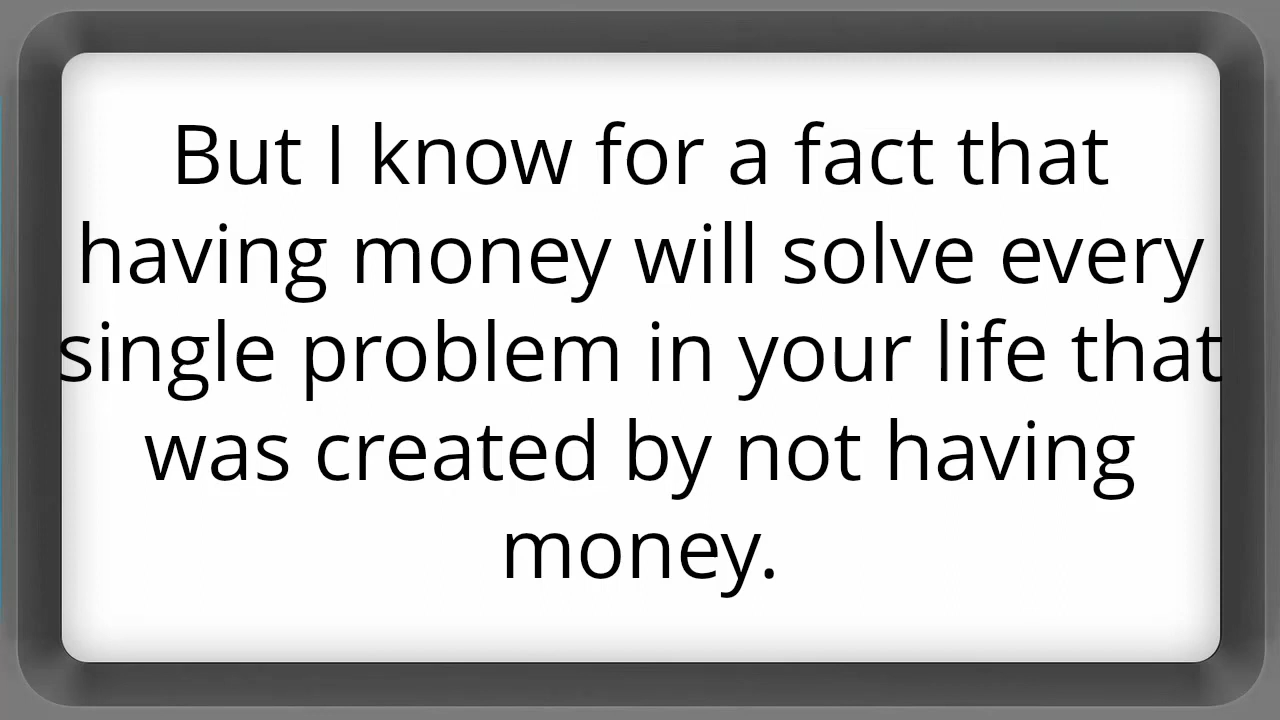 But I know for a fact that
having money will solve every
single problem in your life that
was created by not having
money.